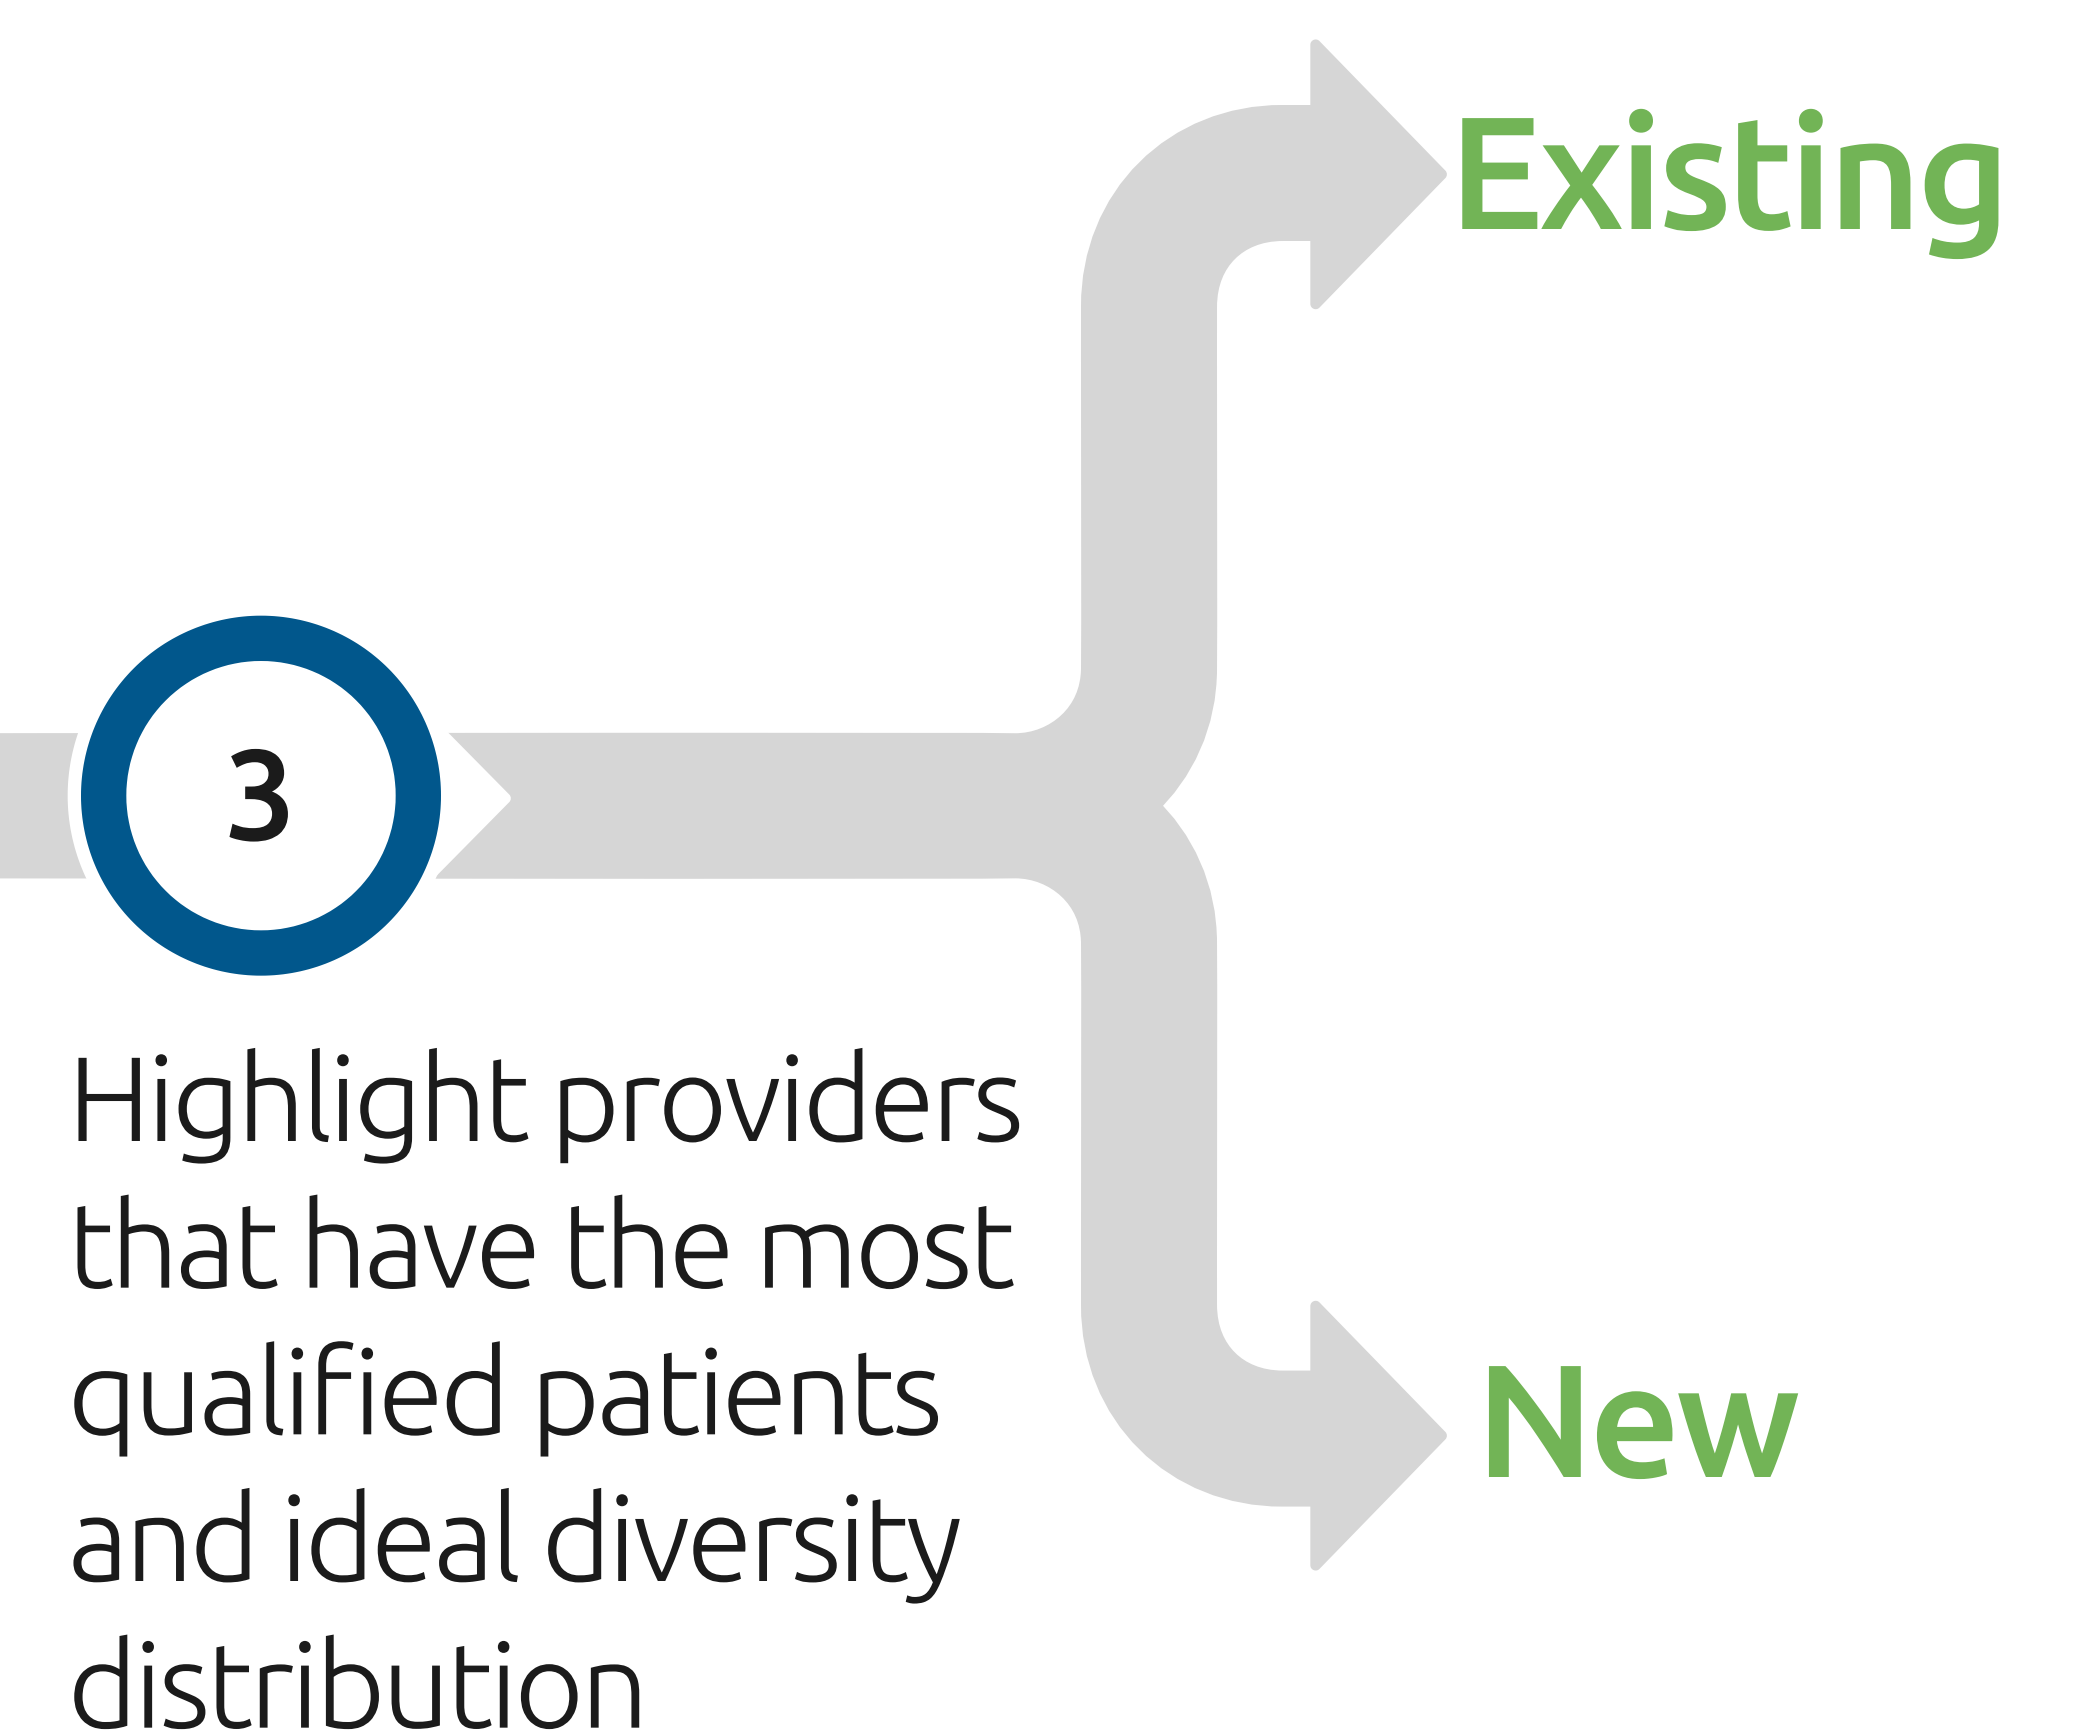 Existing
3
Highlight providers
that have the most
qualified patients
and ideal diversity
distribution
New